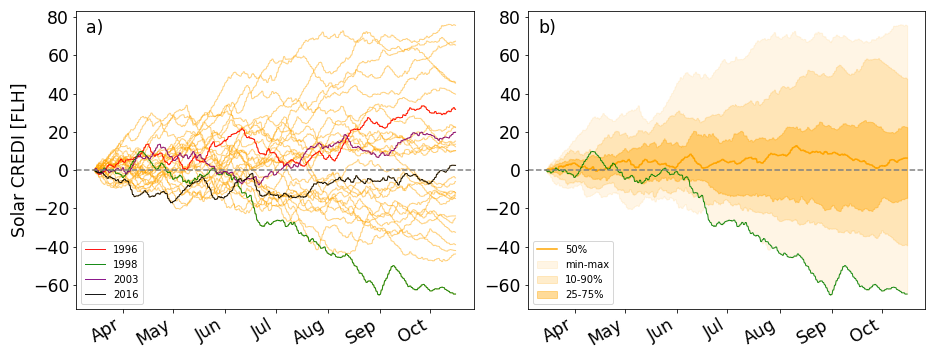 a)
b)
Solar CREDI [FLH]
80
60
40
20
0
−20
−40
−60
1996
1998
2003
2016
Apr
May
Jun
Jul
Aug
Sep
Oct
80
60
40
20
0
−20
−40
−60
50%
min-max
10-90%
25-75%
Apr
May
Jun
Jul
Aug
Sep
Oct